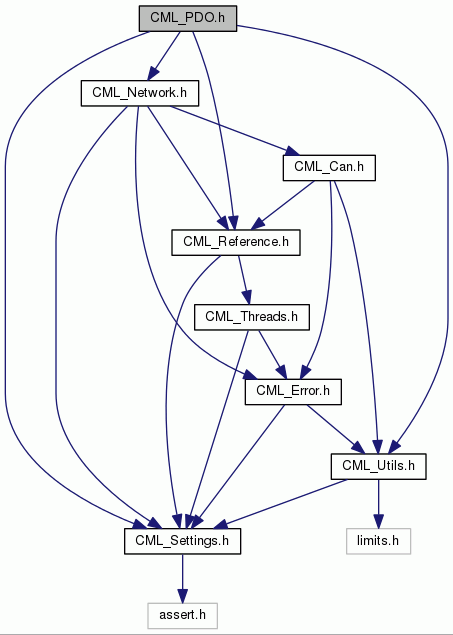 CML_PDO.h
CML_Network.h
CML_Can.h
CML_Reference.h
CML_Threads.h
CML_Error.h
CML_Utils.h
CML_Settings.h
limits.h
assert.h